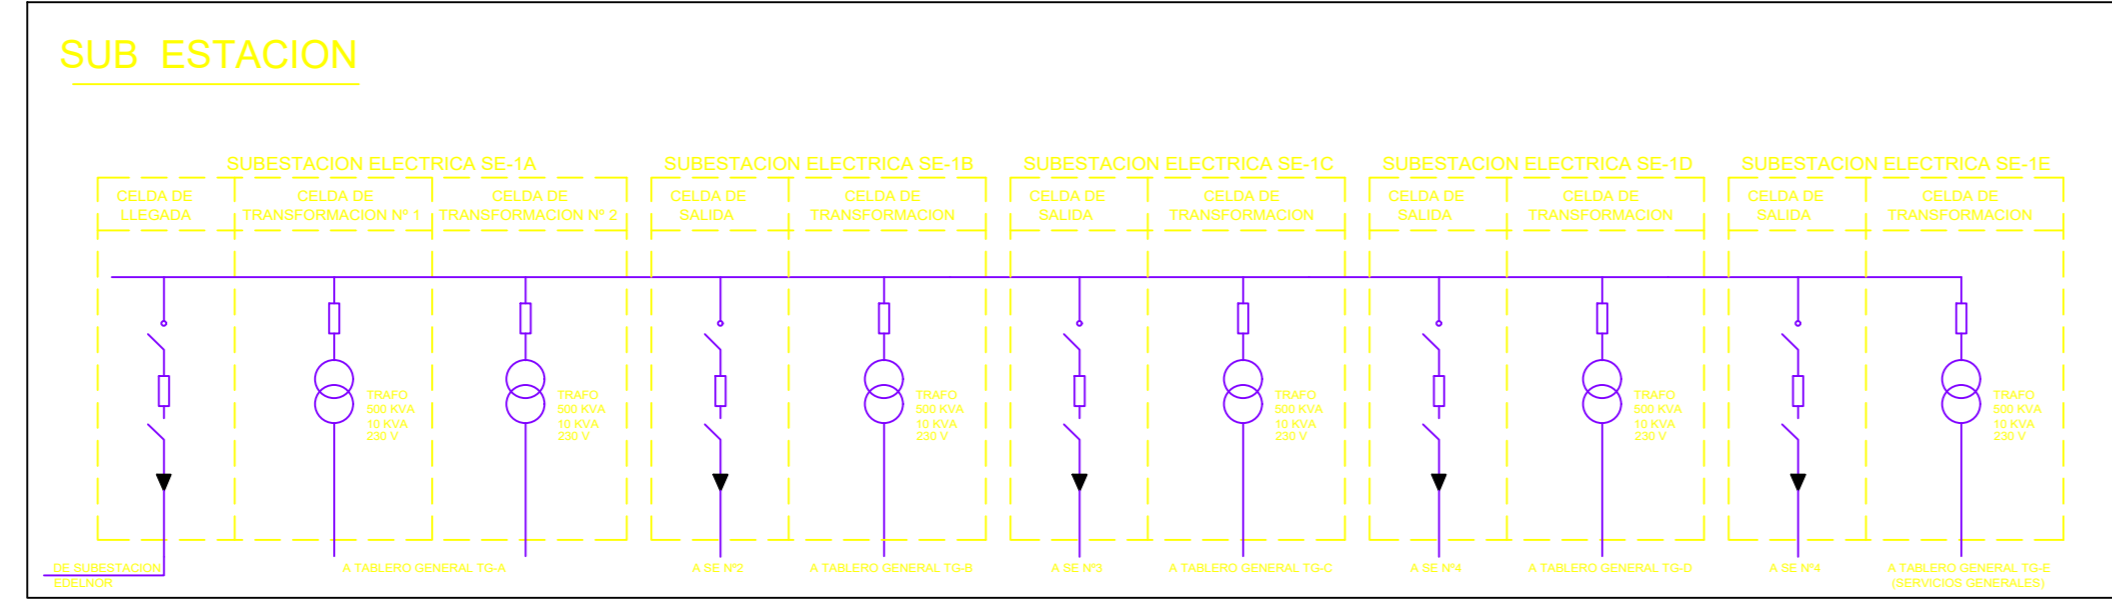 SUB ESTACION
SUBESTACION ELECTRICA SE-1A
SUBESTACION ELECTRICA SE-1B
SUBESTACION ELECTRICA SE-1C
SUBESTACION ELECTRICA SE-1D
SUBESTACION ELECTRICA SE-1E
CELDA DE
LLEGADA
CELDA DE
TRANSFORMACION Nº 1
CELDA DE
TRANSFORMACION Nº 2
CELDA DE
SALIDA
CELDA DE
TRANSFORMACION
CELDA DE
SALIDA
CELDA DE
TRANSFORMACION
CELDA DE
SALIDA
CELDA DE
TRANSFORMACION
CELDA DE
SALIDA
CELDA DE
TRANSFORMACION
TRAFO
500 KVA
10 KVA
230 V
TRAFO
500 KVA
10 KVA
230 V
TRAFO
500 KVA
10 KVA
230 V
TRAFO
500 KVA
10 KVA
230 V
TRAFO
500 KVA
10 KVA
230 V
TRAFO
500 KVA
10 KVA
230 V
DE SUBESTACION
EDELNOR
A TABLERO GENERAL TG-A
A SE Nº2
A TABLERO GENERAL TG-B
A SE Nº3
A TABLERO GENERAL TG-C
A SE Nº4
A TABLERO GENERAL TG-D
A SE Nº4
A TABLERO GENERAL TG-E
(SERVICIOS GENERALES)